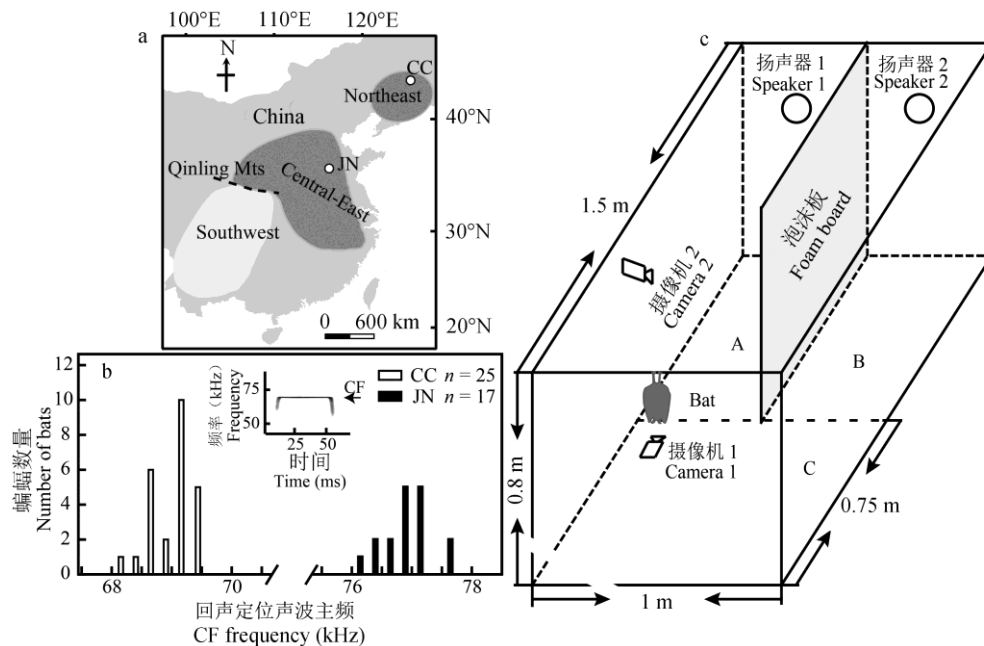 a
100°E 110°E 120°E
N
CC
Northeast
China
40°N
JN
Qinling Mts
Central-East
30°N
Southwest
0 600 km
20°N
b
12
10
8
6
4
2
0
蝙蝠数量
Number of bats
CC n = 25
JN n = 17
频率（kHz）
Frequency
70
50
CF
25 50
时间
Time (ms)
68 70 76 78
回声定位声波主频
CF frequency (kHz)
c
扬声器 1
Speaker 1
扬声器 2
Speaker 2
泡沫板
Foam board
1.5 m
摄像机 2
Camera 2
A
B
Bat
摄像机 1
Camera 1
C
0.8 m
0.75 m
1 m